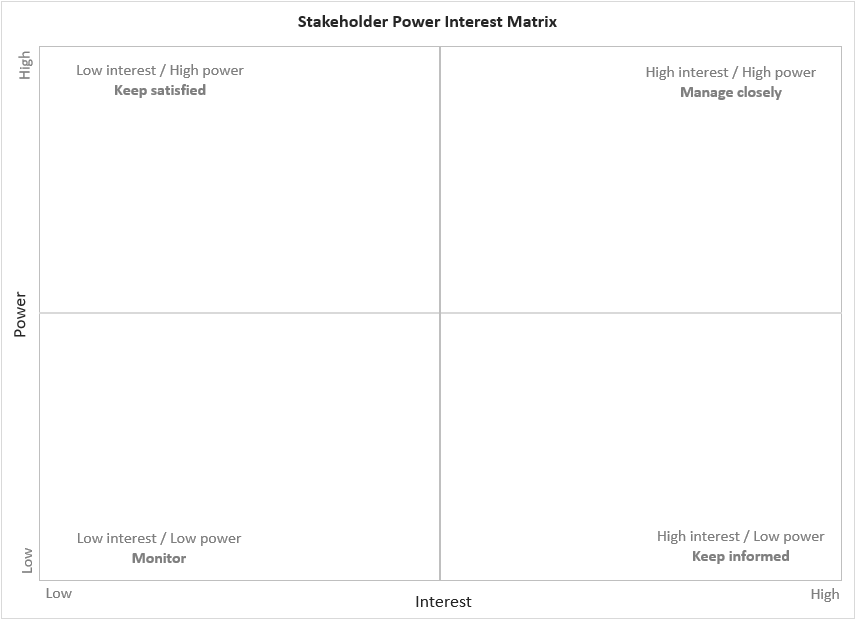 Stakeholder Power Interest Matrix
High
Low interest / High power
Keep satisfied
High interest / High power
Manage closely
Power
Low interest / Low power
Monitor
High interest / Low power
Keep informed
Low
Low
Interest
High